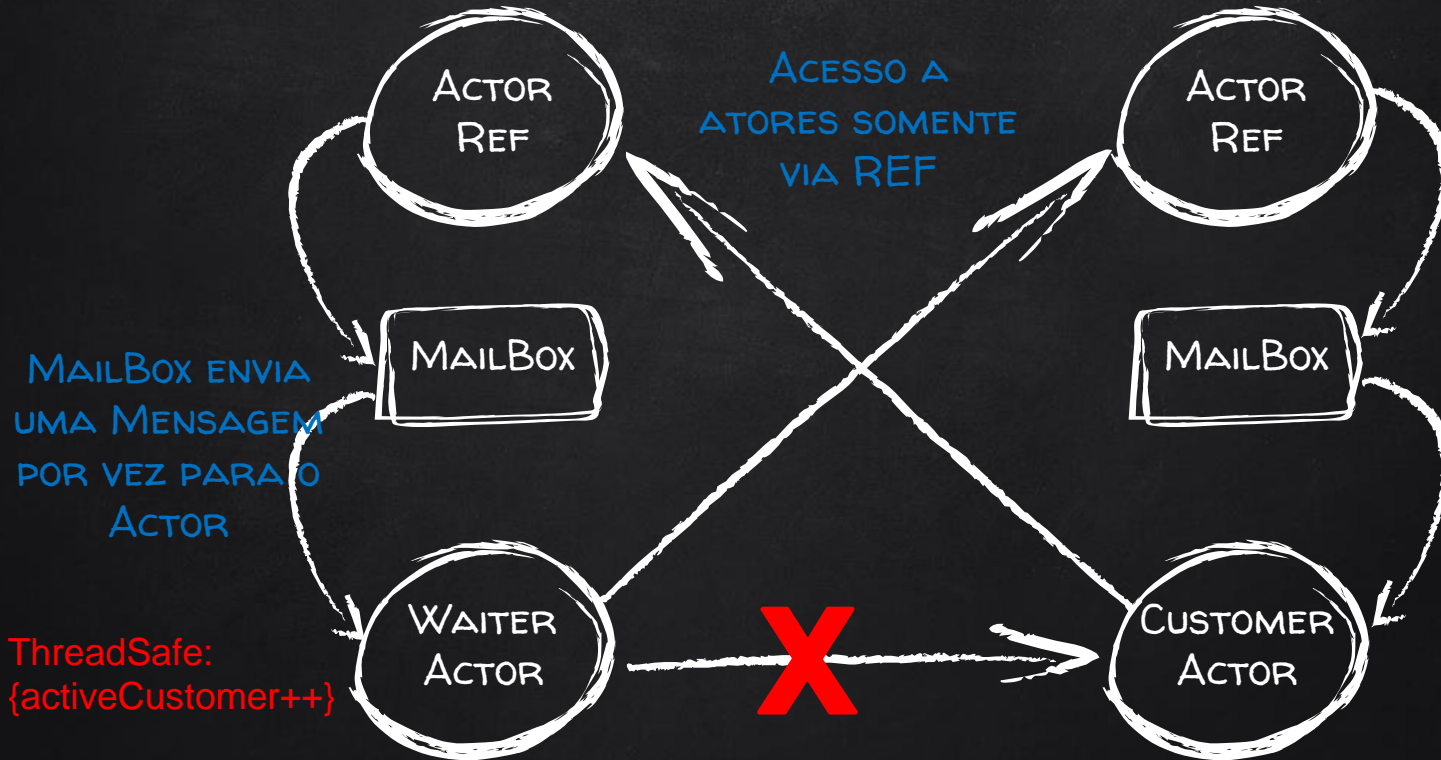 Actor
Ref
Acesso a
atores somente
via REF
Actor
Ref
MailBox
MailBox
MailBox envia
uma Mensagem
por vez para o
Actor
Waiter
Actor
X
Customer
Actor
ThreadSafe:
{activeCustomer++}